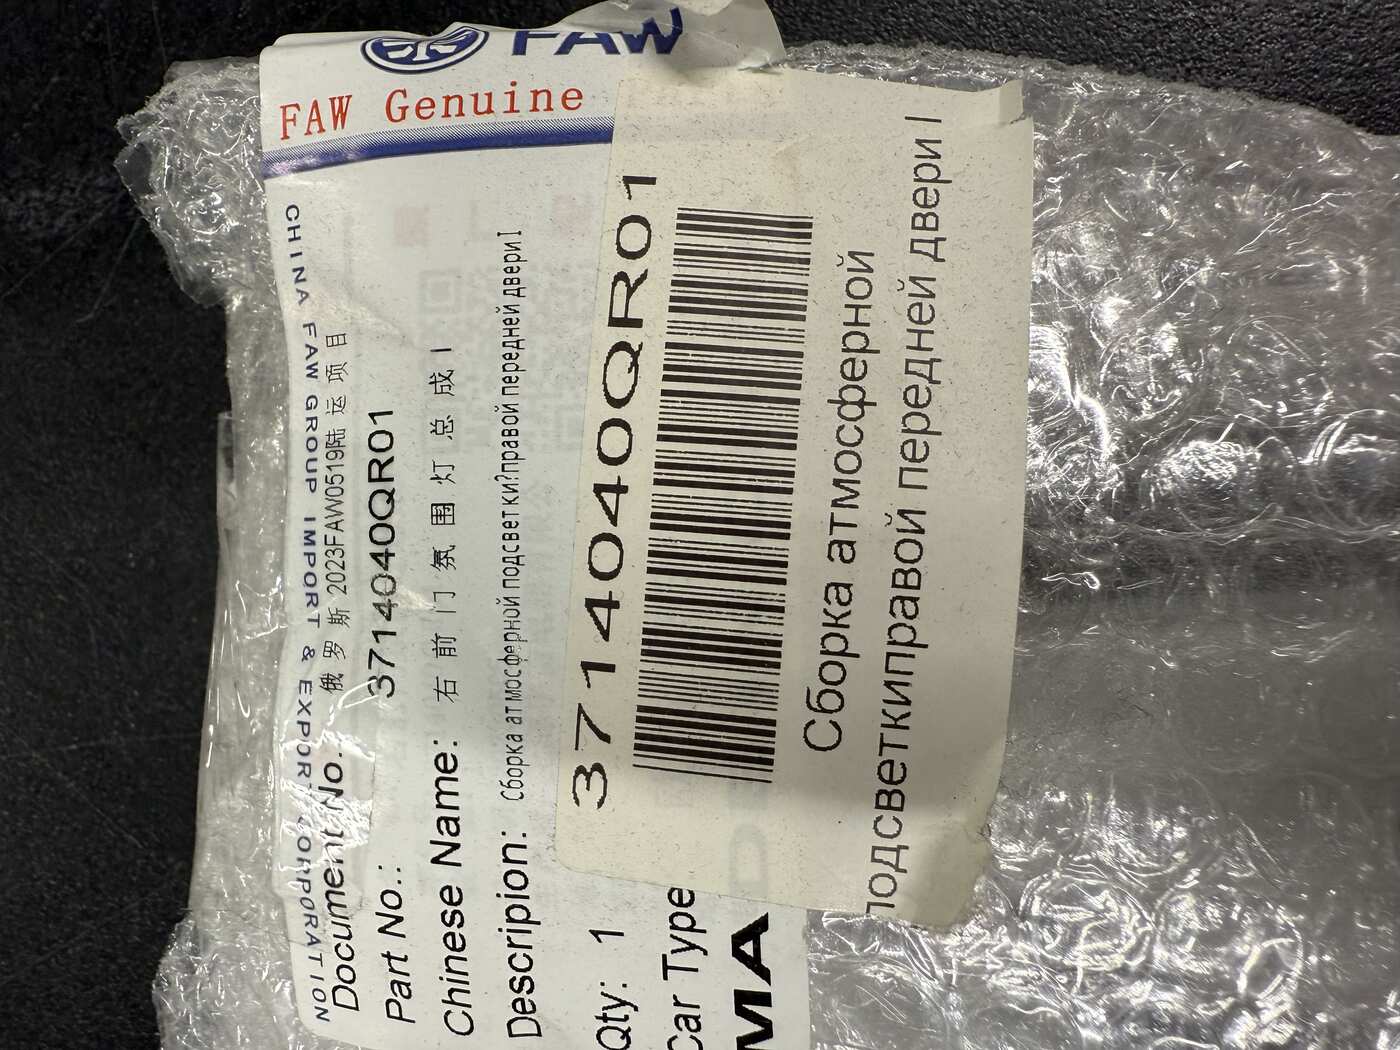 FAW
FAW Genuine
CHINA FAW GROUP IMPORT & EXPORT CORPORATION
Document No.: 俄罗斯 2023FAW0519陆运项目
Part No.: 3714040QR01
Chinese Name: 右前门氛围灯总成 I
Descripion: Сборка атмосферной подсветки?правой передней двери I
Qty: 1
Car Type
MA
3714040QR01
Сборка атмосферной
подсветкиправой передней двери I